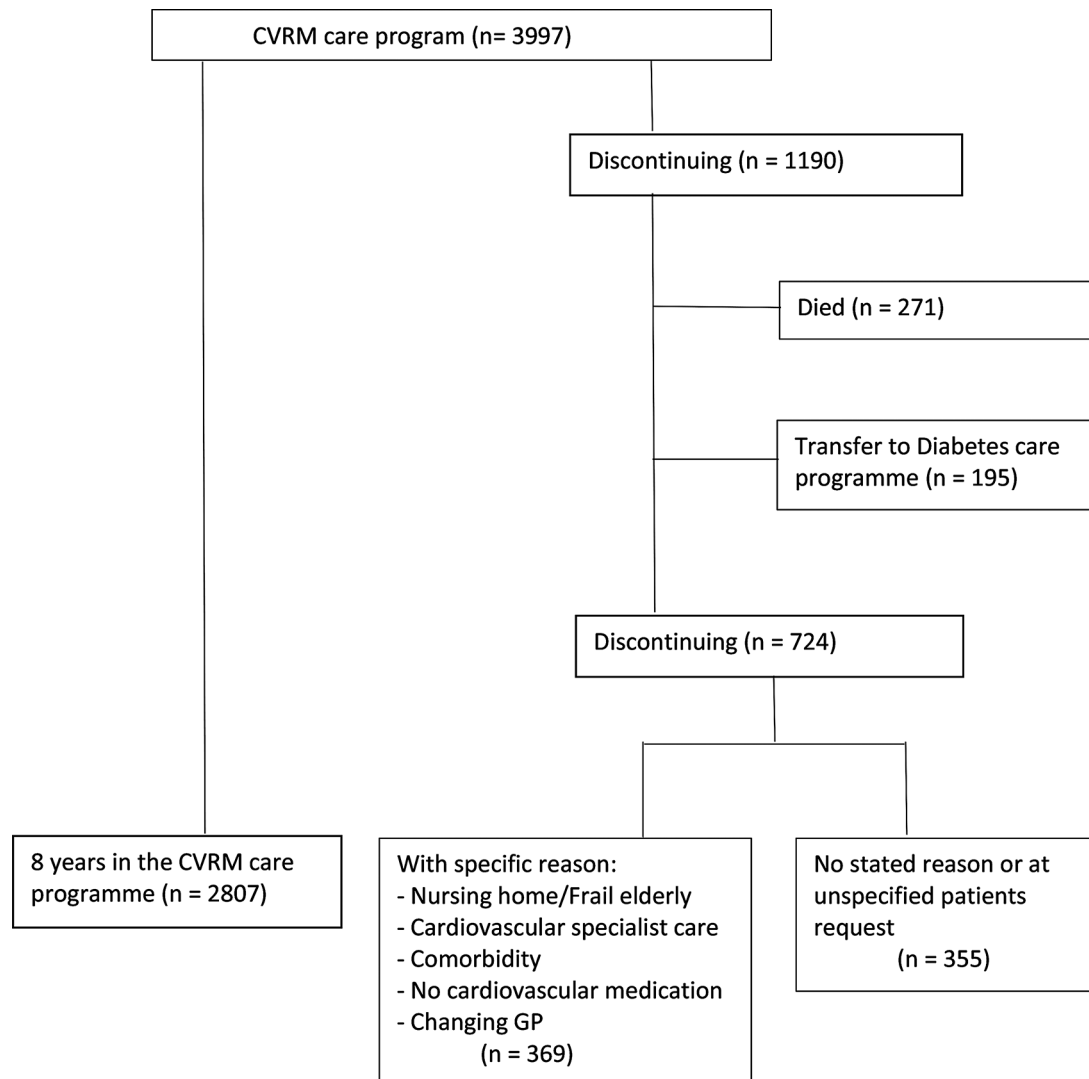 CVRM care program (n= 3997)
Discontinuing (n = 1190)
Died (n = 271)
Transfer to Diabetes care
programme (n = 195)
Discontinuing (n = 724)
8 years in the CVRM care
programme (n = 2807)
With specific reason:
- Nursing home/Frail elderly
- Cardiovascular specialist care
- Comorbidity
- No cardiovascular medication
- Changing GP
(n = 369)
No stated reason or at
unspecified patients
request
(n = 355)